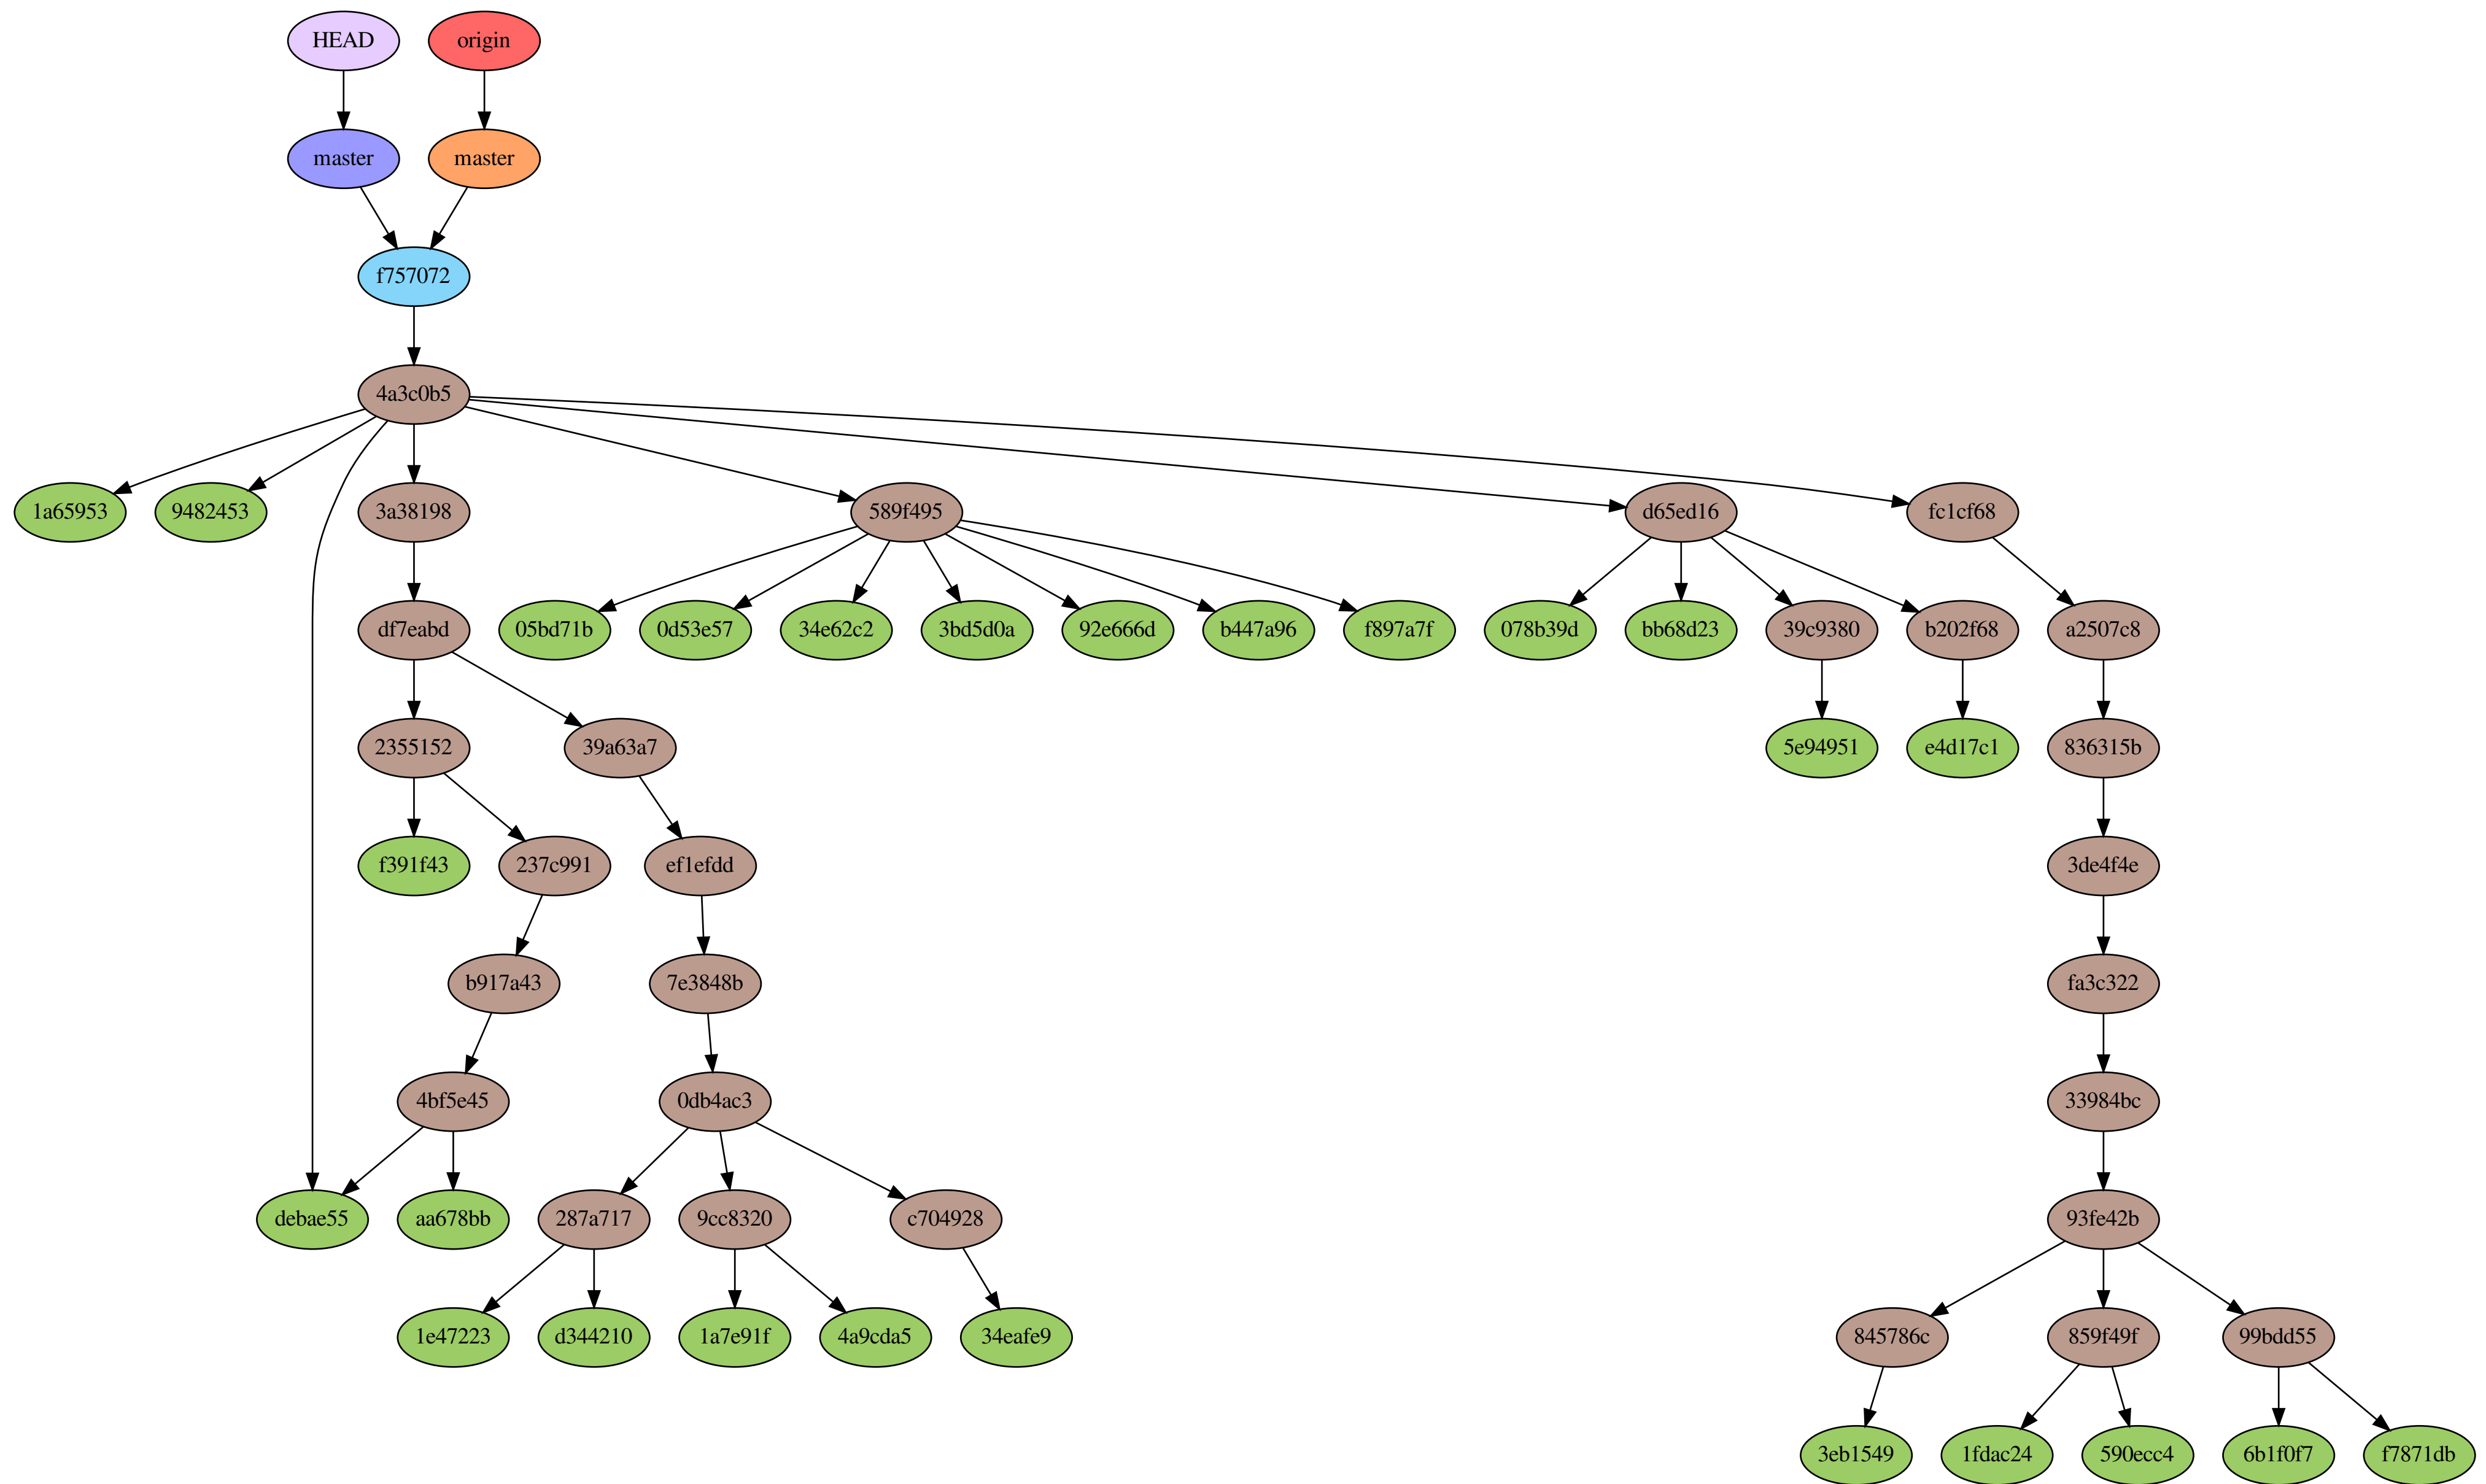 HEAD
origin
master
master
f757072
4a3c0b5
1a65953
9482453
3a38198
589f495
d65ed16
fc1cf68
df7eabd
05bd71b
0d53e57
34e62c2
3bd5d0a
92e666d
b447a96
f897a7f
078b39d
bb68d23
39c9380
b202f68
a2507c8
2355152
39a63a7
5e94951
e4d17c1
836315b
f391f43
237c991
ef1efdd
3de4f4e
b917a43
7e3848b
fa3c322
4bf5e45
0db4ac3
33984bc
debae55
aa678bb
287a717
9cc8320
c704928
93fe42b
1e47223
d344210
1a7e91f
4a9cda5
34eafe9
845786c
859f49f
99bdd55
3eb1549
1fdac24
590ecc4
6b1f0f7
f7871db